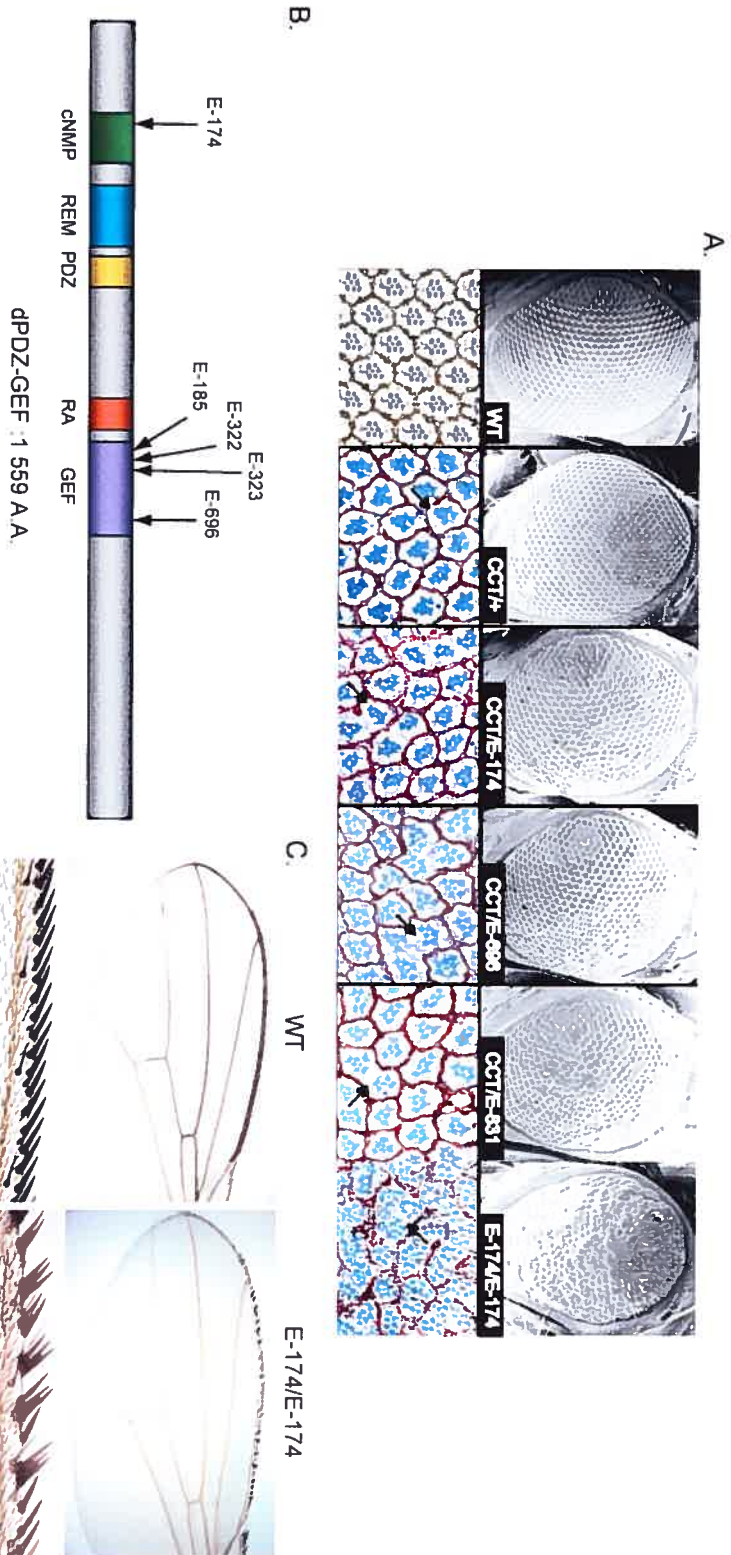 A.
WT
CCT/+
CCT/E-174
CCT/E-696
CCT/E-831
E-174/E-174
B.
E-174
E-185
E-322
E-323
E-696
cNMP
REM
PDZ
RA
GEF
dPDZ-GEF : 1 559 A.A.
C.
WT
E-174/E-174